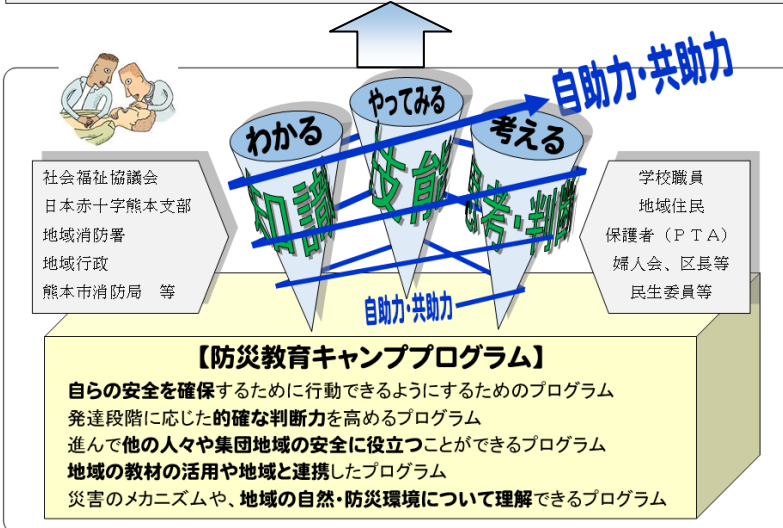 自助力・共助力
やってみる
わかる
考える
技能
思考・判断
社会福祉協議会
日本赤十字熊本支部
地域消防署
地域行政
熊本市消防局　等
学校職員
地域住民
保護者（ＰＴＡ）
婦人会、区長等
民生委員等
自助力・共助力
【防災教育キャンププログラム】
自らの安全を確保するために行動できるようにするためのプログラム
発達段階に応じた的確な判断力を高めるプログラム
進んで他の人々や集団地域の安全に役立つことができるプログラム
地域の教材の活用や地域と連携したプログラム
災害のメカニズムや、地域の自然・防災環境について理解できるプログラム